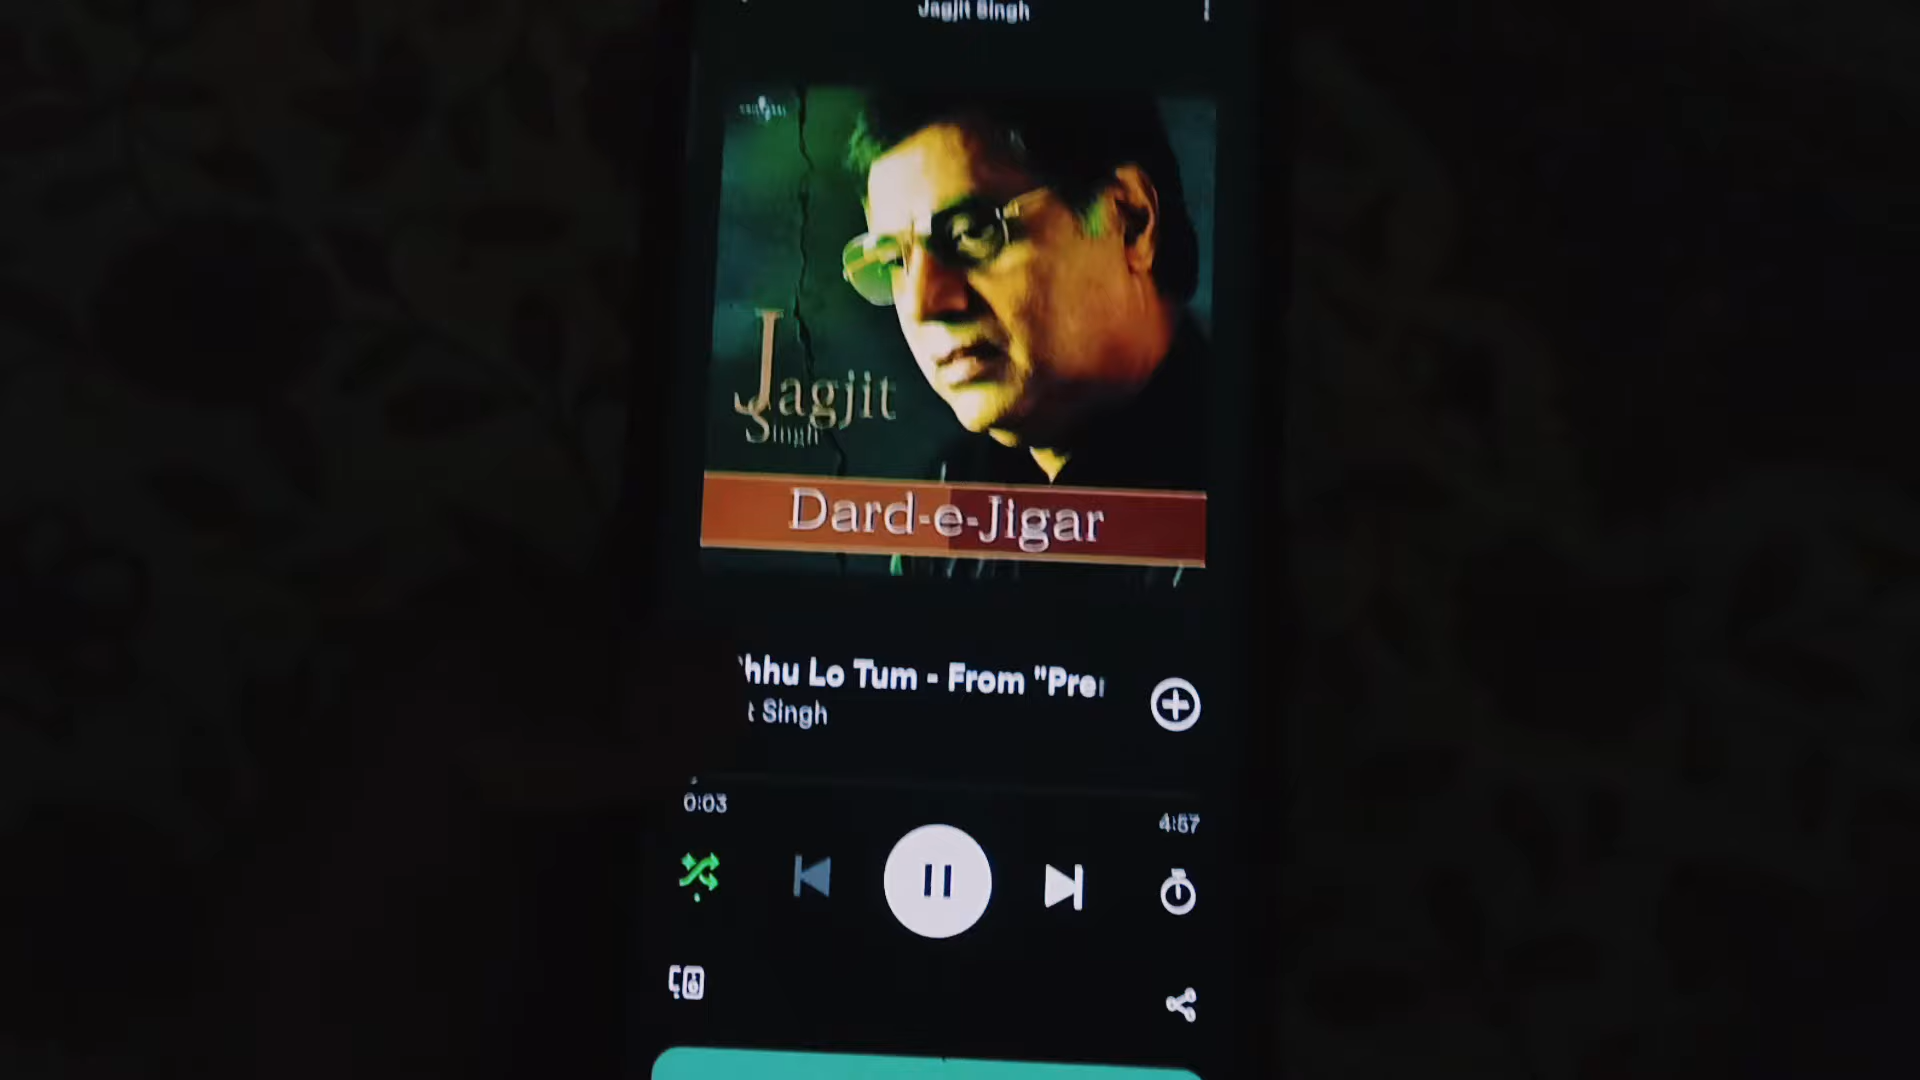 Jagjit Singh
Jagjit
Singh
Dard-e-Jigar
hhu Lo Tum - From "Pre
t Singh
0:03
4:57